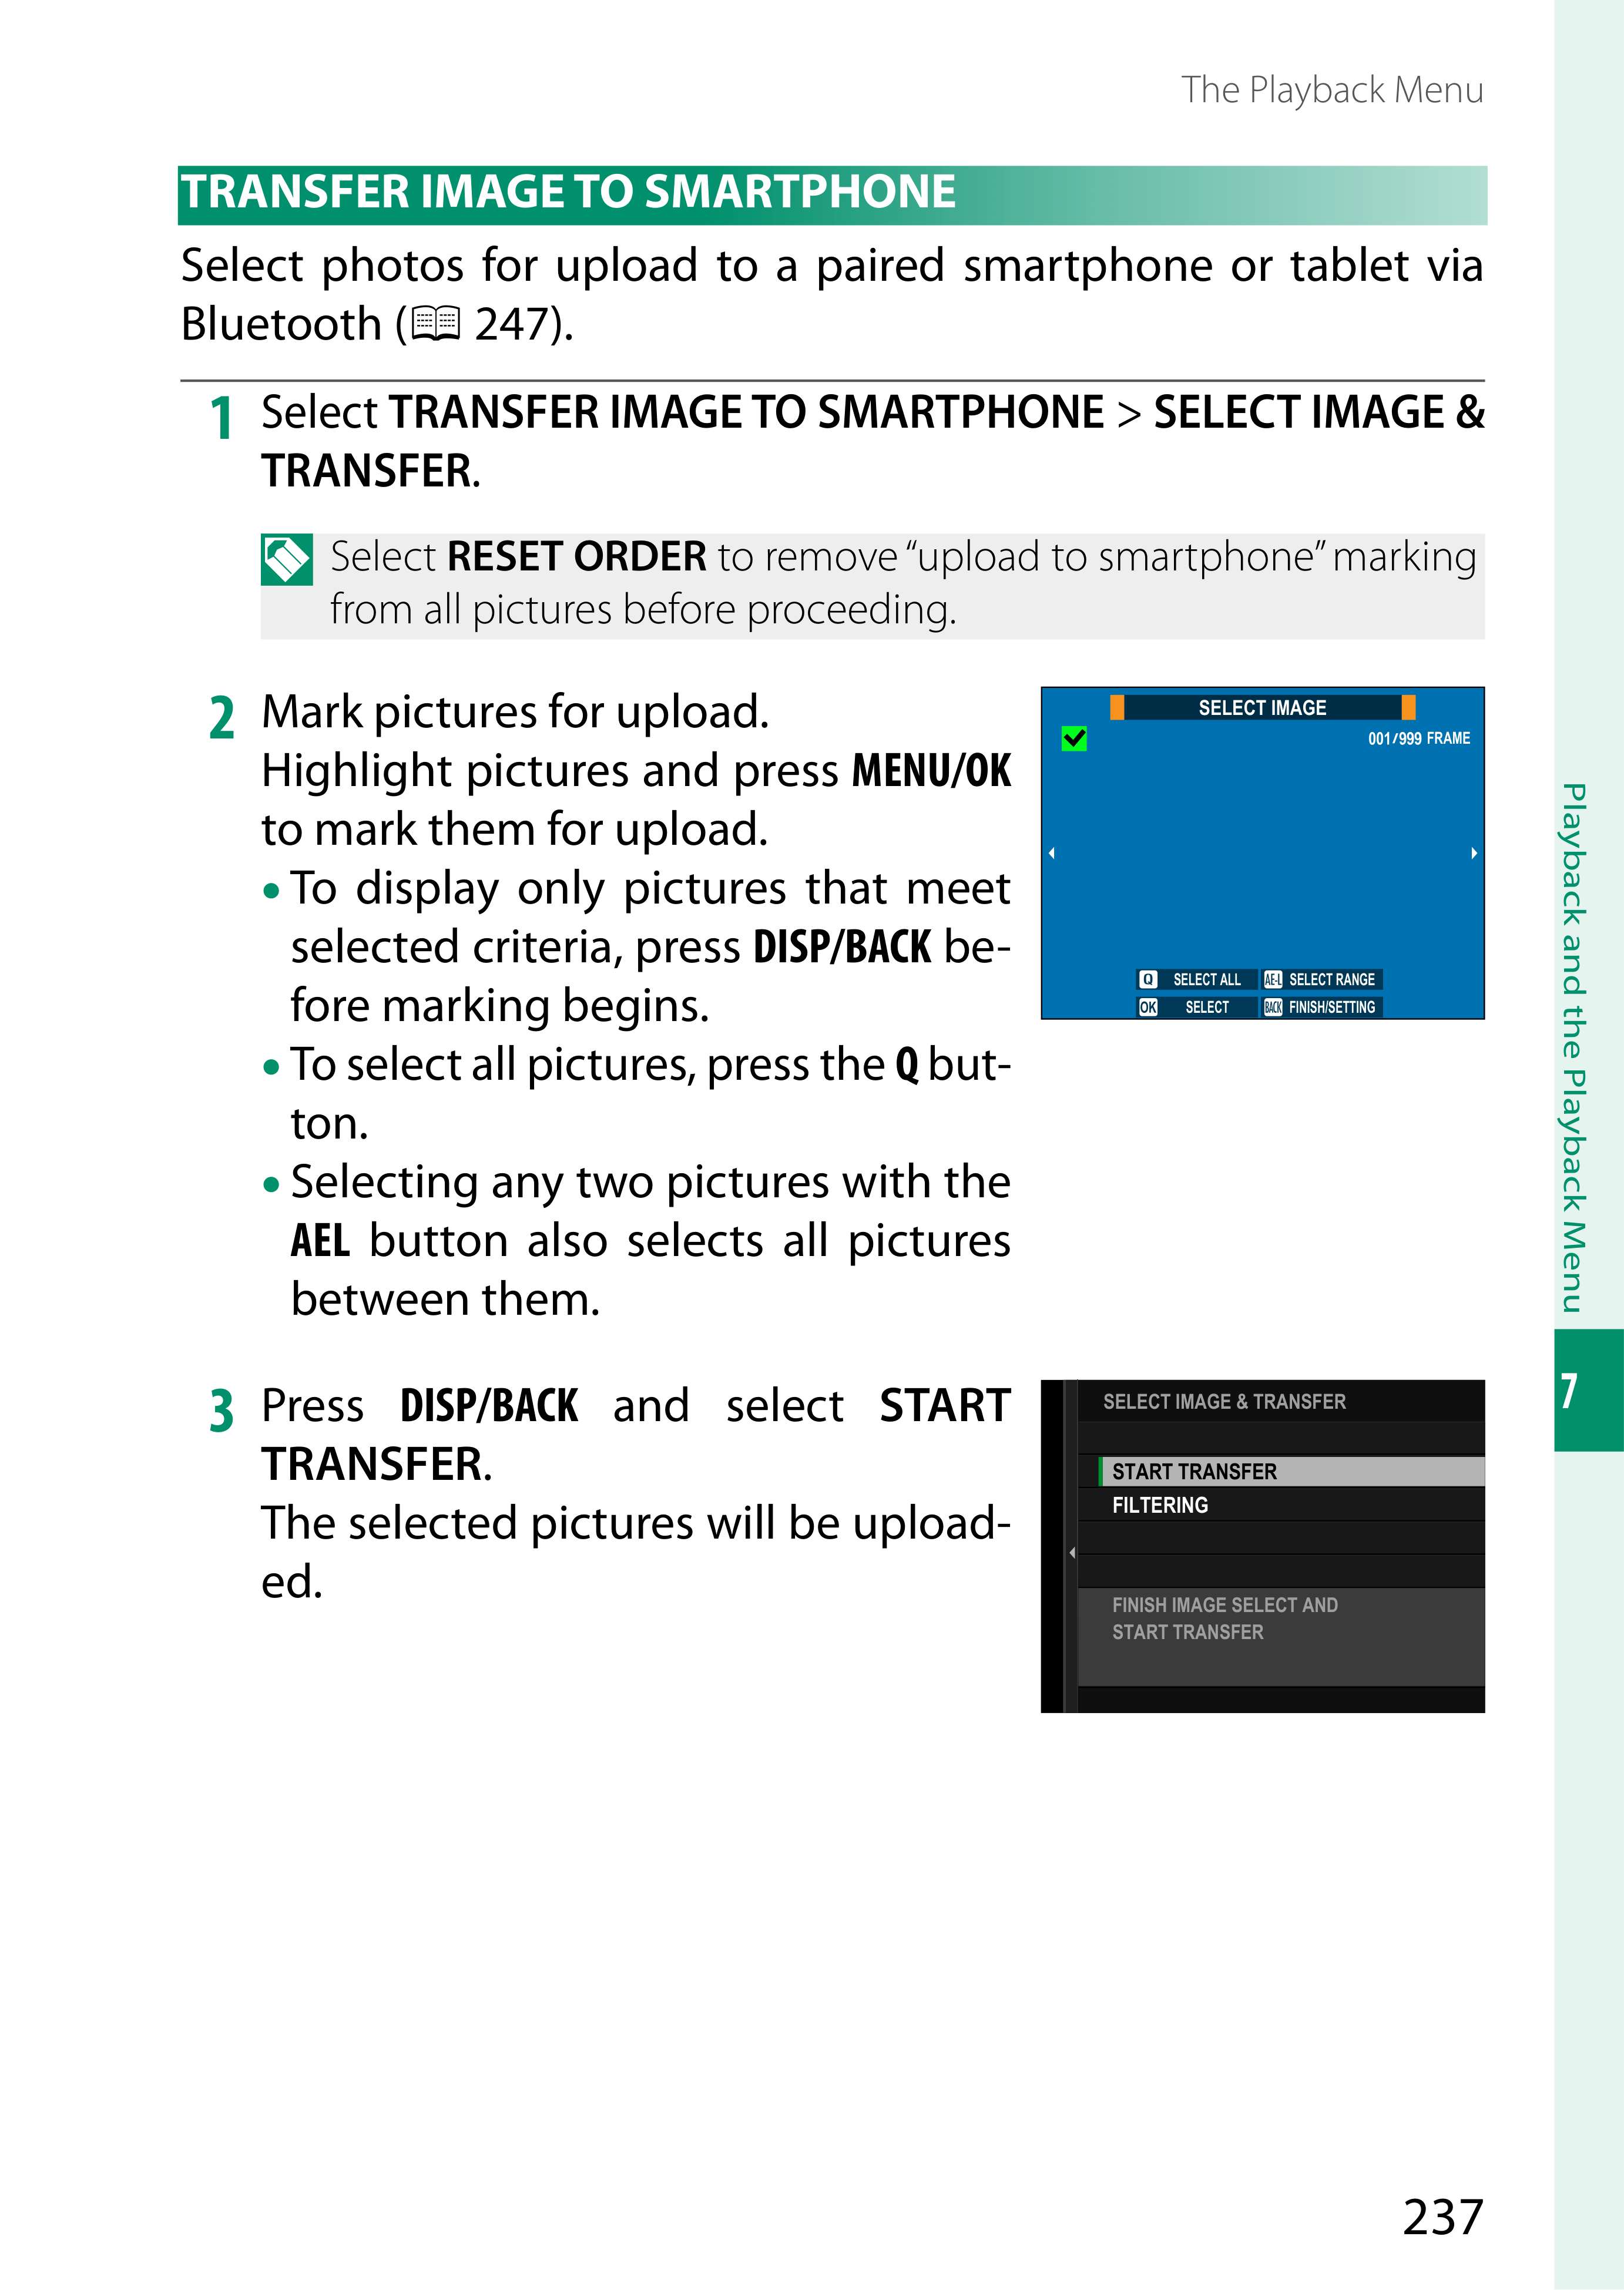 The Playback Menu
TRANSFER IMAGE TO SMARTPHONE
Select photos for upload to a paired smartphone or tablet via
Bluetooth (247).
1 Select TRANSFER IMAGE TO SMARTPHONE > SELECT IMAGE &
TRANSFER.
Select RESET ORDER to remove “upload to smartphone” marking
from all pictures before proceeding.
2 Mark pictures for upload.
Highlight pictures and press MENU/OK
to mark them for upload.
• To display only pictures that meet
selected criteria, press DISP/BACK be-
fore marking begins.
• To select all pictures, press the Q but-
ton.
• Selecting any two pictures with the
AEL button also selects all pictures
between them.
SELECT IMAGE
001/999 FRAME
Q SELECT ALL AE-L SELECT RANGE
OK SELECT BACK FINISH/SETTING
3 Press DISP/BACK and select START
TRANSFER.
The selected pictures will be upload-
ed.
SELECT IMAGE & TRANSFER
START TRANSFER
FILTERING
FINISH IMAGE SELECT AND
START TRANSFER
Playback and the Playback Menu
7
237